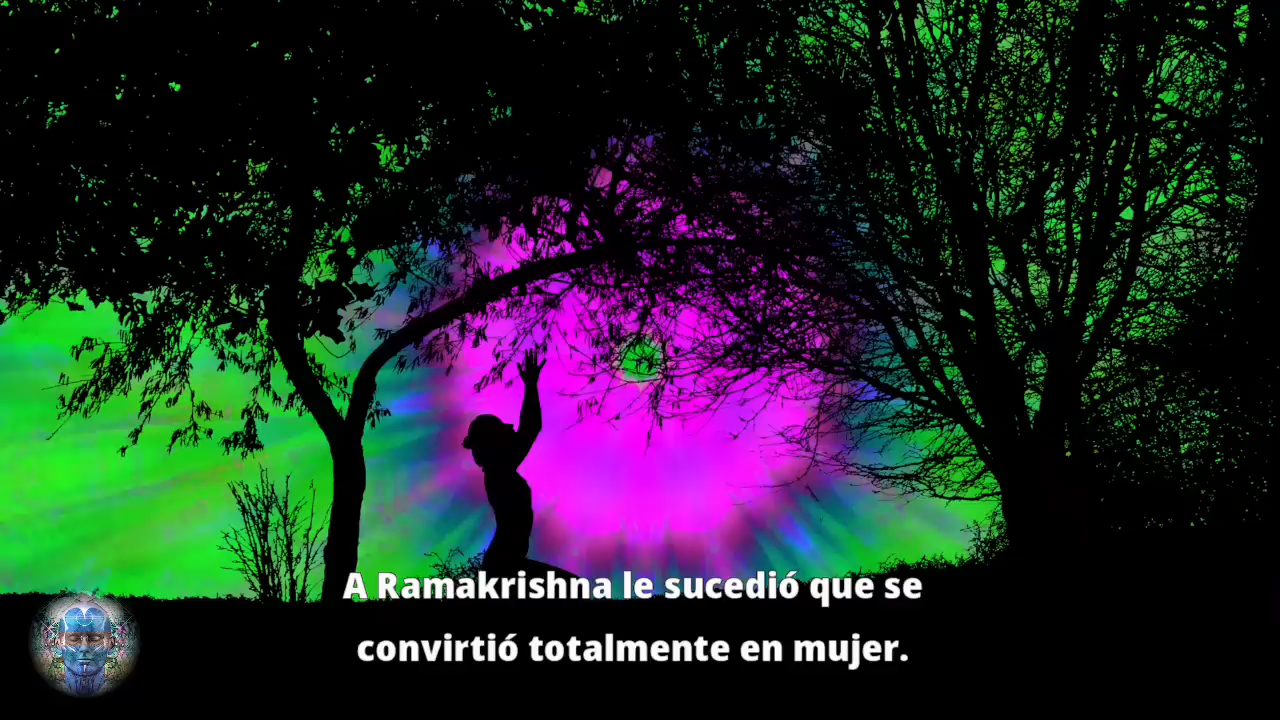 A Ramakrishna le sucedió que se
convirtió totalmente en mujer.